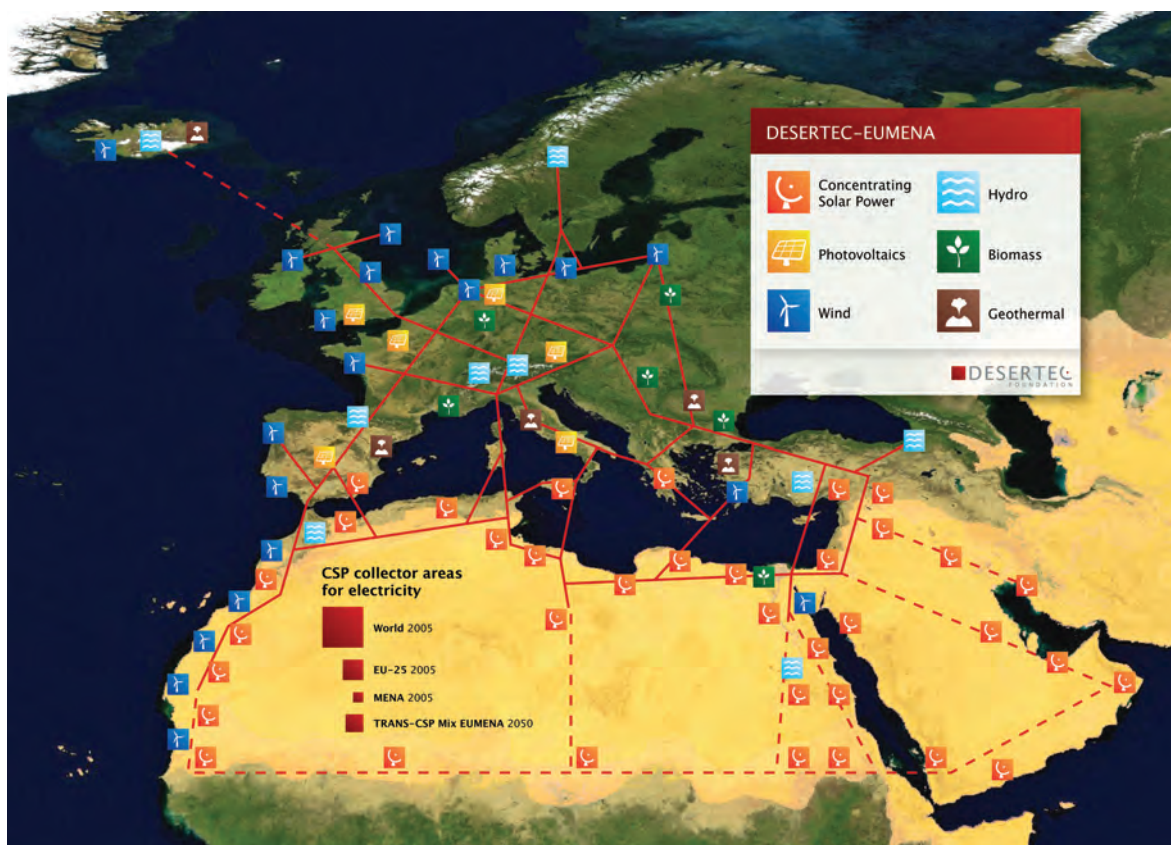 DESERTEC–EUMENA
Concentrating
Solar Power
Hydro
Photovoltaics
Biomass
Wind
Geothermal
DESERTEC
FOUNDATION
CSP collector areas
for electricity
World 2005
EU–25 2005
MENA 2005
TRANS–CSP Mix EUMENA 2050